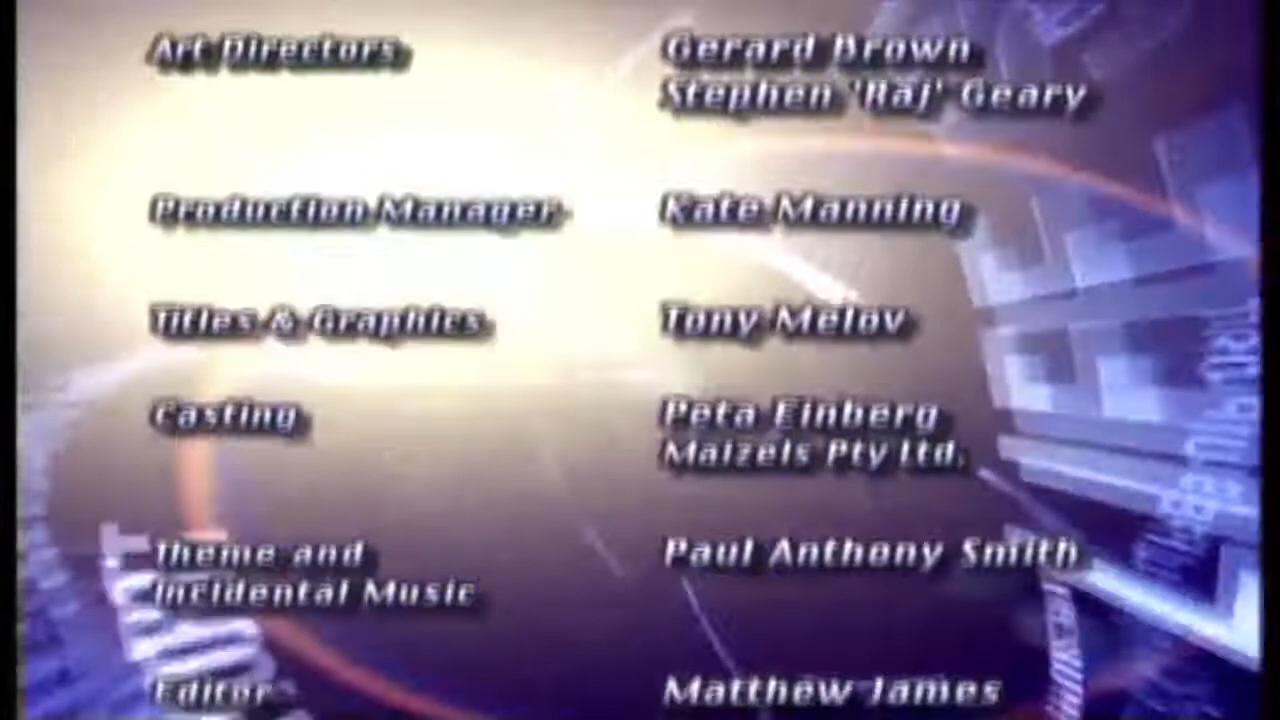 Art Directors
Gerard Brown
Stephen 'Raj' Geary
Production Manager
Kate Manning
Titles & Graphics
Tony Melov
Casting
Peta Einberg
Maizels Pty Ltd.
Theme and
Incidental Music
Paul Anthony Smith
Editor
Matthew James